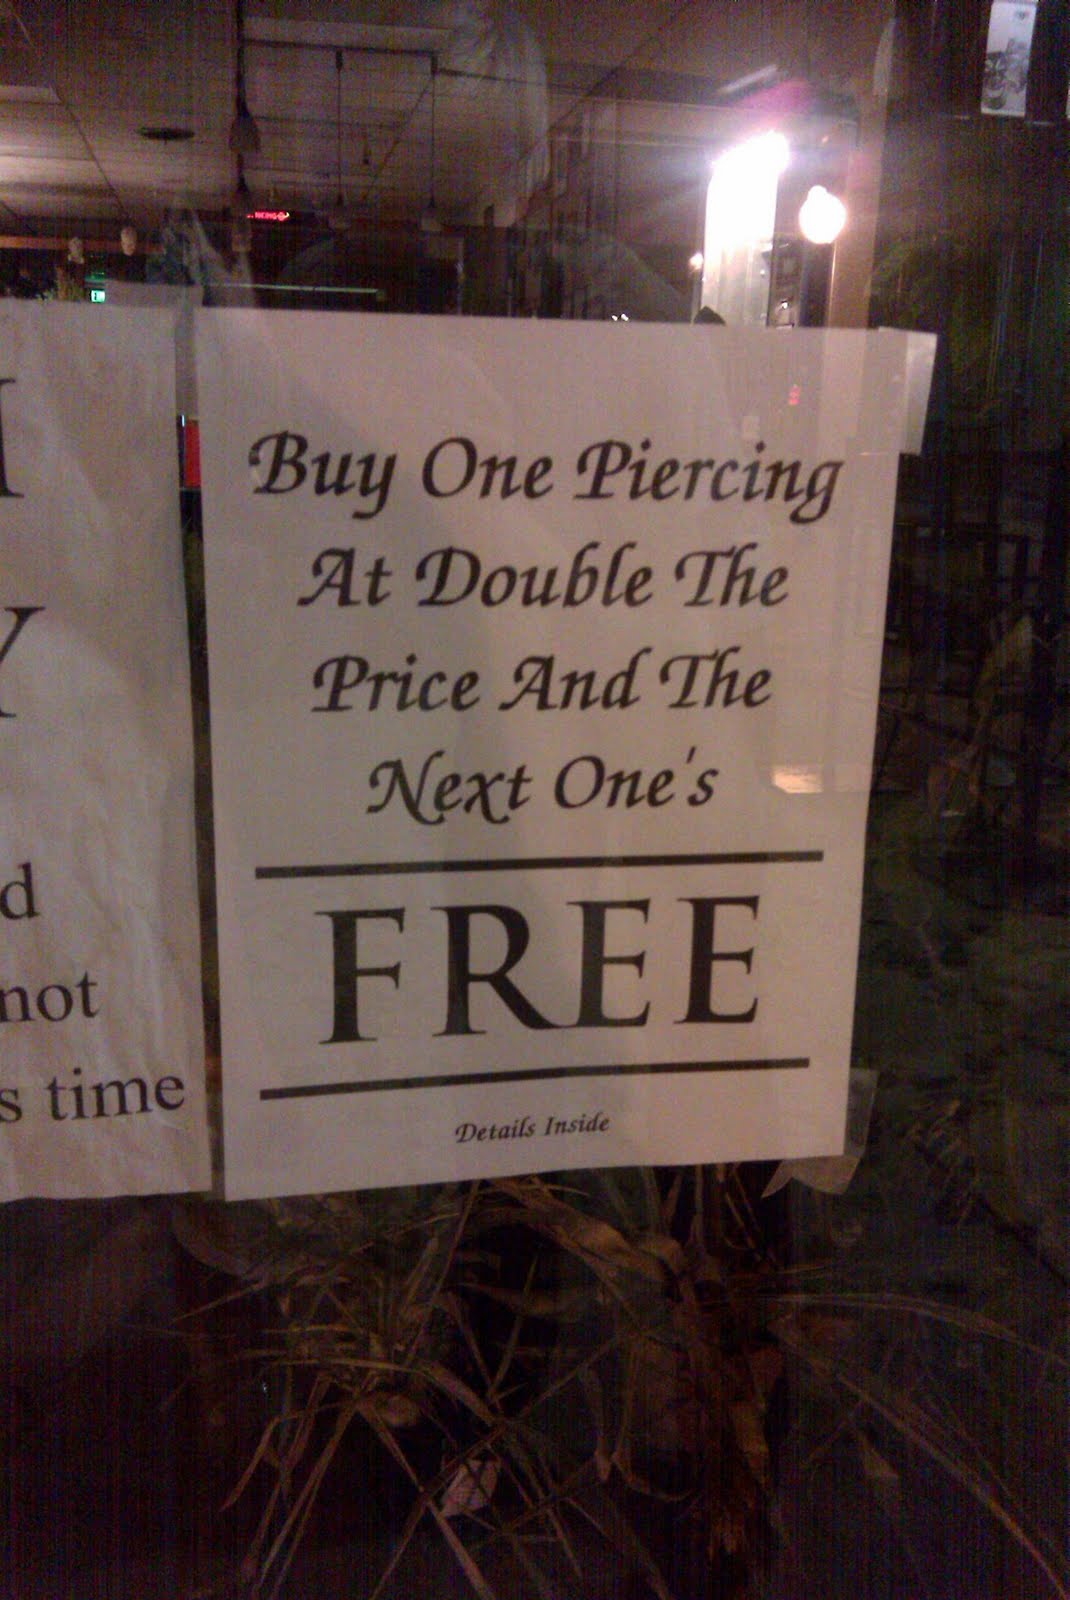 d
not
s time
Buy One Piercing
At Double The
Price And The
Next One's
FREE
Details Inside